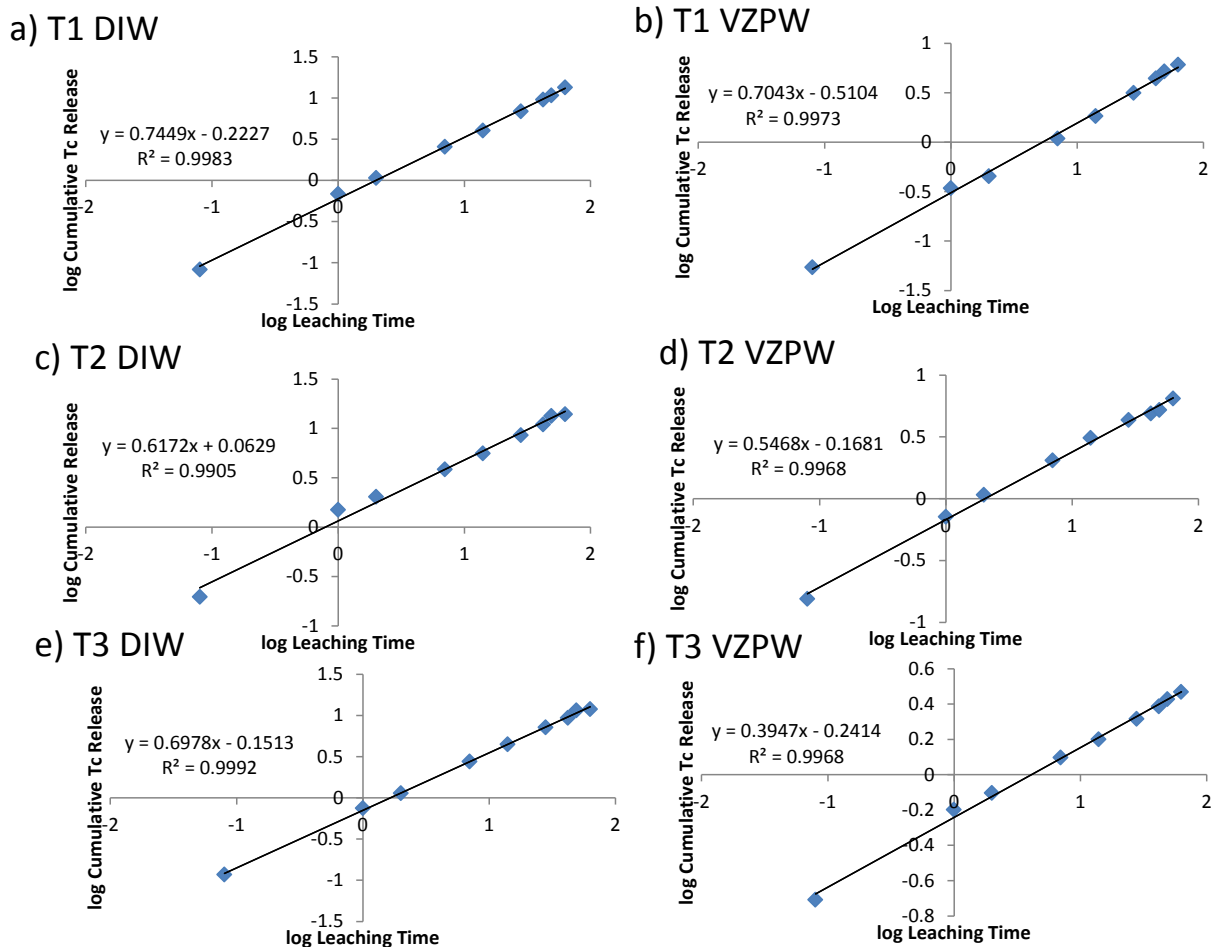 a) T1 DIW
log Cumulative Tc Release
1.5
1
0.5
0
-0.5
-1
-1.5
-2
-1
0
1
2
y = 0.7449x - 0.2227
R² = 0.9983
log Leaching Time
b) T1 VZPW
log Cumulative Tc Release
1
0.5
0
-0.5
-1
-1.5
-2
-1
0
1
2
y = 0.7043x - 0.5104
R² = 0.9973
Log Leaching Time
c) T2 DIW
log Cumulative Release
1.5
1
0.5
0
-0.5
-1
-2
-1
0
1
2
y = 0.6172x + 0.0629
R² = 0.9905
log Leaching Time
d) T2 VZPW
log Cumulative Tc Release
1
0.5
0
-0.5
-1
-2
-1
0
1
2
y = 0.5468x - 0.1681
R² = 0.9968
log Leaching Time
e) T3 DIW
log Cumulative Tc Release
1.5
1
0.5
0
-0.5
-1
-1.5
-2
-1
0
1
2
y = 0.6978x - 0.1513
R² = 0.9992
log Leaching Time
f) T3 VZPW
log Cumulative Tc Release
0.6
0.4
0.2
0
-0.2
-0.4
-0.6
-0.8
-2
-1
0
1
2
y = 0.3947x - 0.2414
R² = 0.9968
log Leaching Time